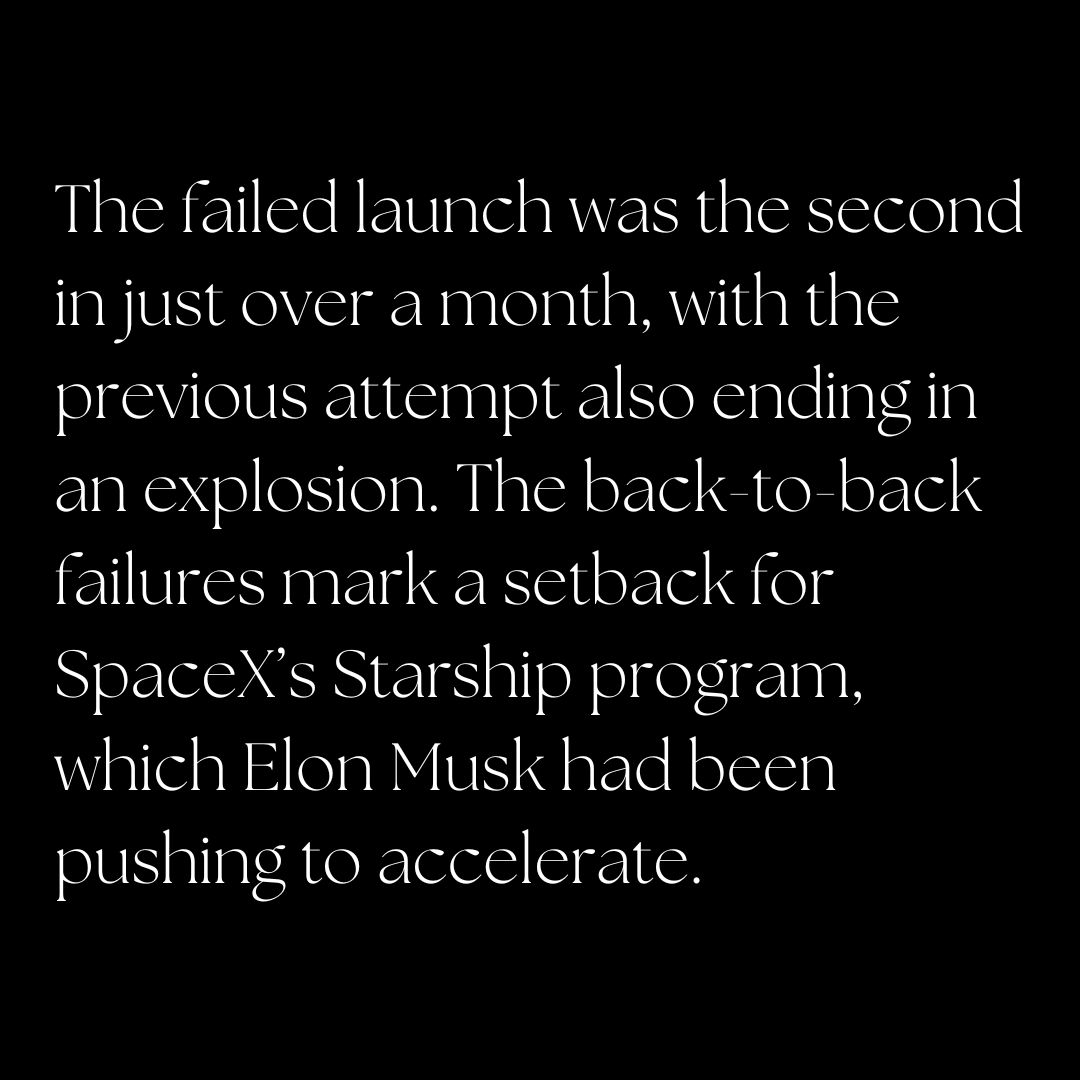 The failed launch was the second
in just over a month, with the
previous attempt also ending in
an explosion. The back-to-back
failures mark a setback for
SpaceX’s Starship program,
which Elon Musk had been
pushing to accelerate.